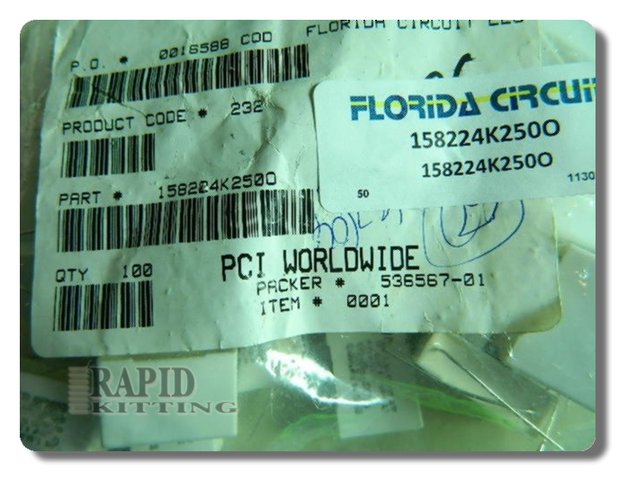 P.O. # 0016588 COD
FLORIDA CIRCUIT
PRODUCT CODE # 232
PART # 158224K250O
QTY 100
PCI WORLDWIDE
PACKER # 536567-01
ITEM # 0001
FLORIDA CIRCUI
158224K250O
158224K250O
50
1130
RAPID
KITTING